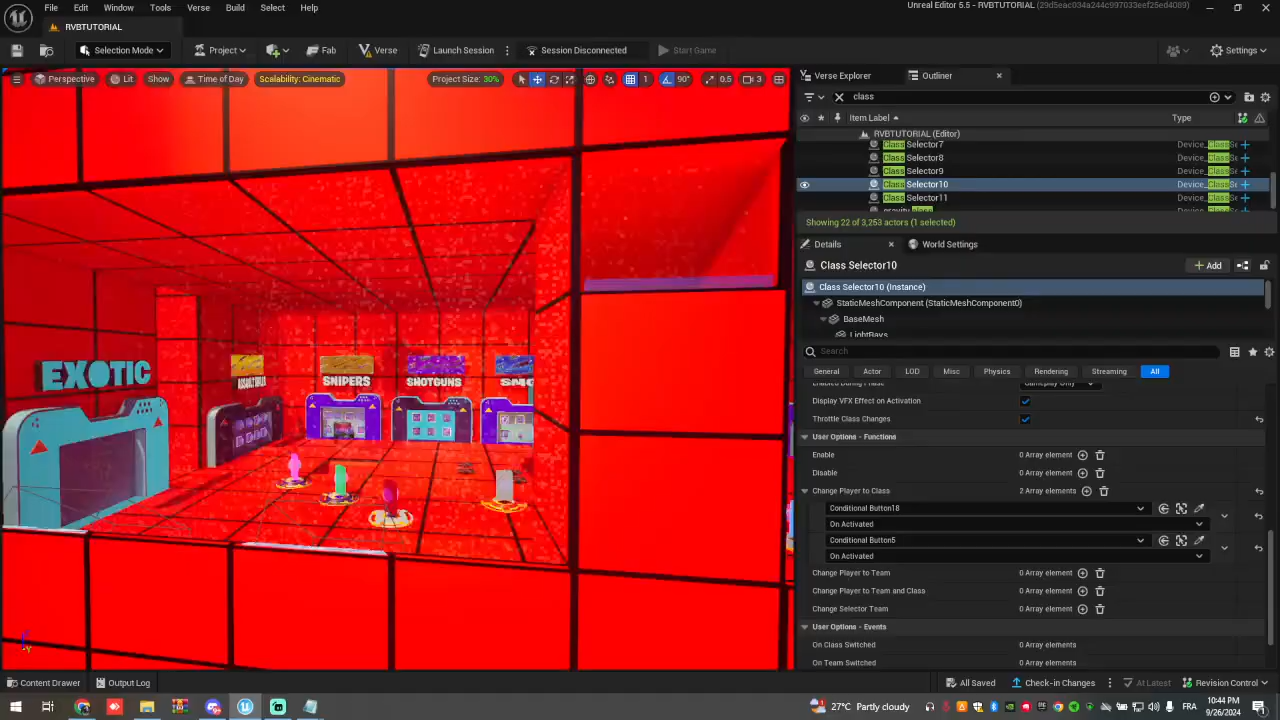 File Edit Window Tools Verse Build Select Help
Unreal Editor 5.5 - RVBTUTORIAL (29d5eac034a244c997033eef25ed4089)
RVBTUTORIAL
Selection Mode Project Fab Verse Launch Session Session Disconnected Start Game Settings
Perspective Lit Show Time of Day Scalability: Cinematic Project Size: 30% 1 90° 0.5 3
Verse Explorer Outliner
class
Item Label Type
RVBTUTORIAL (Editor)
Class Selector7
Class Selector8
Class Selector9
Class Selector10
Class Selector11
Showing 22 of 3,253 actors (1 selected)
Details World Settings
Class Selector10 Add
Class Selector10 (Instance)
StaticMeshComponent (StaticMeshComponent0)
BaseMesh
LightRays
Search
General Actor LOD Misc Physics Rendering Streaming All
Enabled During Phase Gameplay Only
Display VFX Effect on Activation
Throttle Class Changes
User Options - Functions
Enable 0 Array element
Disable 0 Array element
Change Player to Class 2 Array elements
Conditional Button18
On Activated
Conditional Button5
On Activated
Change Player to Team 0 Array element
Change Player to Team and Class 0 Array element
Change Selector Team 0 Array element
User Options - Events
On Class Switched 0 Array elements
On Team Switched 0 Array elements
EXOTIC
SNIPERS
SHOTGUNS
Content Drawer Output Log All Saved Check-in Changes At Latest Revision Control
27°C Partly cloudy FRA 10:44 PM
9/26/2024